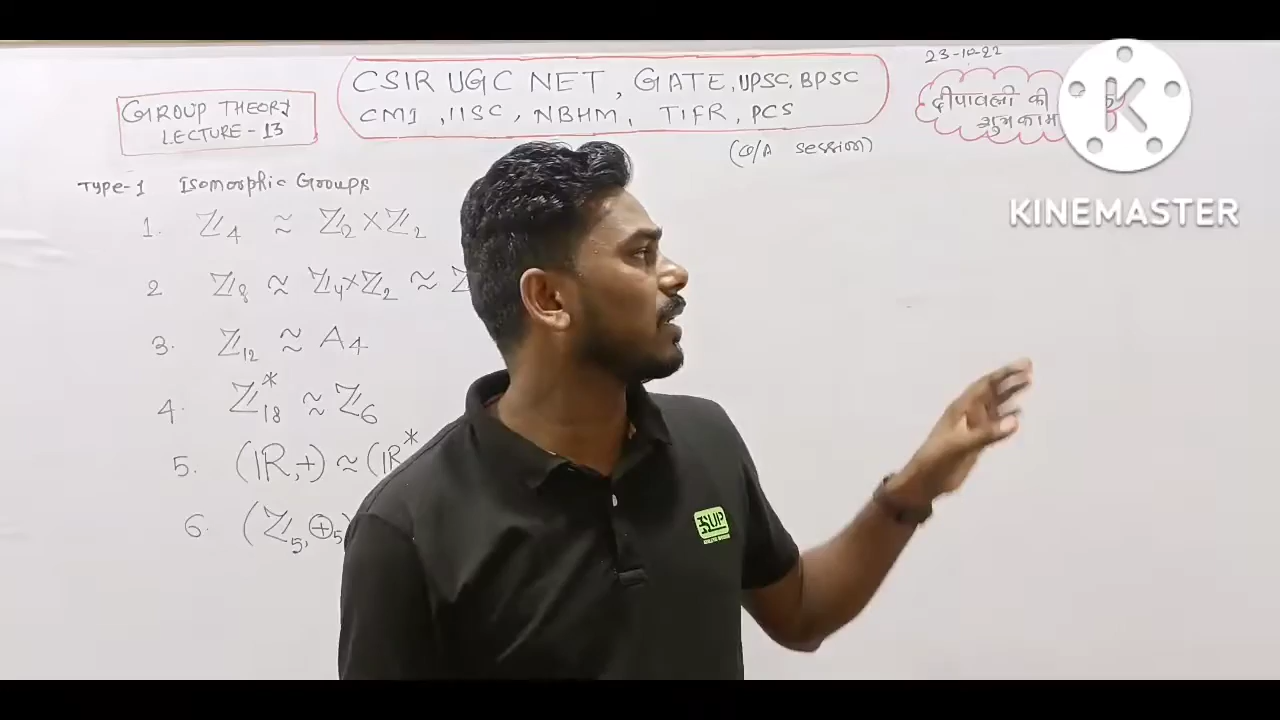 23-10-22
CSIR UGC NET, GATE, UPSC, BPSC
CMI, IISC, NBHM, TIFR, PCS
GROUP THEORY
LECTURE-13
दीपावली की
शुभकाम
K
KINEMASTER
(Q/A session)
Type-1 Isomorphic Groups
1. ℤ₄ ≈ ℤ₂×ℤ₂
2 ℤ₈ ≈ ℤ₄×ℤ₂ ≈
3. ℤ₁₂ ≈ A₄
4. ℤ₁₈* ≈ ℤ₆
5. (ℝ,+) ≈ (ℝ*
6. (ℤ₅,⊕₅)
UP